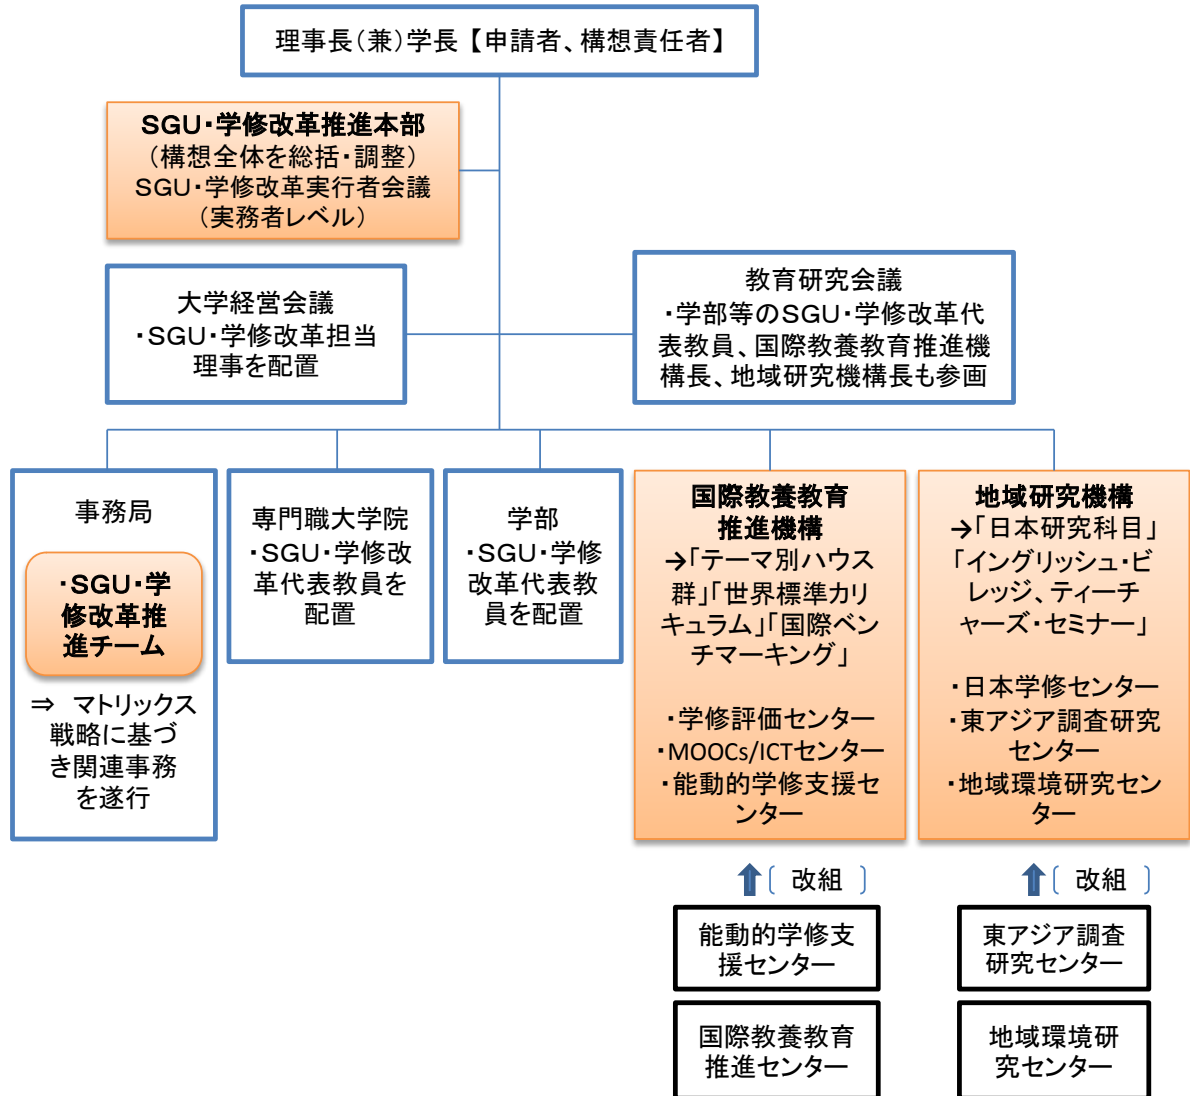 理事長（兼）学長【申請者、構想責任者】
SGU・学修改革推進本部
（構想全体を総括・調整）
SGU・学修改革実行者会議
（実務者レベル）
大学経営会議
・SGU・学修改革担当
理事を配置
教育研究会議
・学部等のSGU・学修改革代
表教員、国際教養教育推進機
構長、地域研究機構長も参画
事務局
・SGU・学
修改革推
進チーム
⇒ マトリックス
戦略に基づ
き関連事務
を遂行
専門職大学院
・SGU・学修改
革代表教員を
配置
学部
・SGU・学修
改革代表教
員を配置
国際教養教育
推進機構
→「テーマ別ハウス
群」「世界標準カリ
キュラム」「国際ベン
チマーキング」
・学修評価センター
・MOOCs/ICTセンター
・能動的学修支援セ
ンター
地域研究機構
→「日本研究科目」
「イングリッシュ・ビ
レッジ、ティーチ
ャーズ・セミナー」
・日本学修センター
・東アジア調査研究
センター
・地域環境研究セン
ター
〔 改組 〕
能動的学修支
援センター
国際教養教育
推進センター
〔 改組 〕
東アジア調査
研究センター
地域環境研
究センター